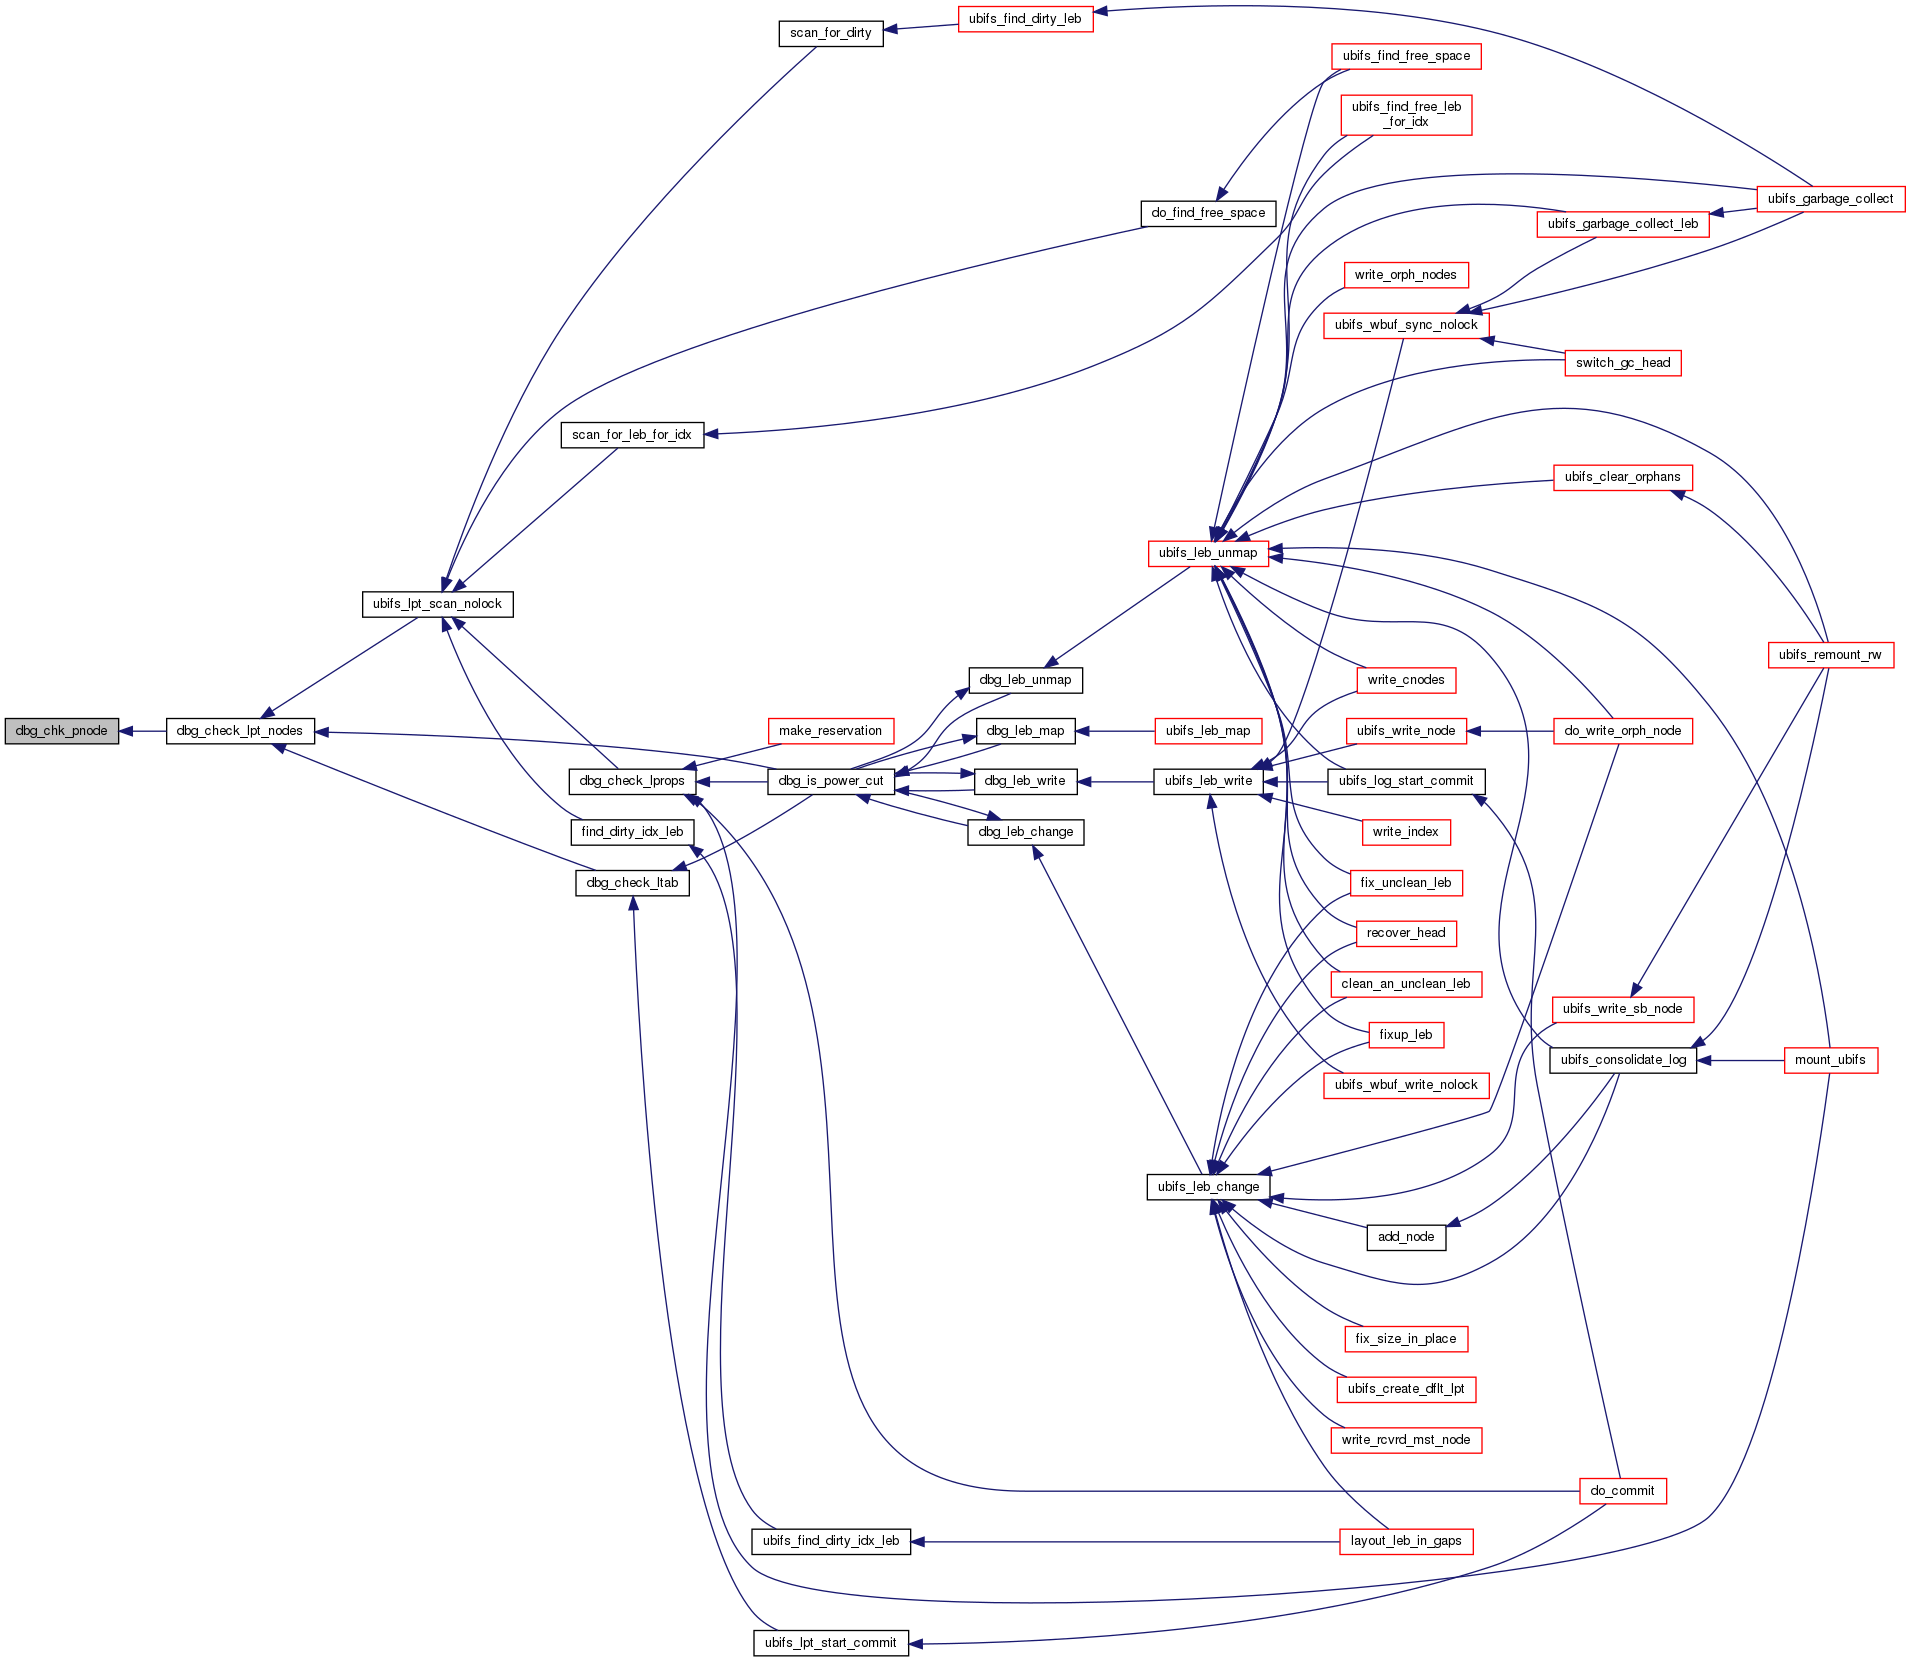 scan_for_dirty
ubifs_find_dirty_leb
ubifs_find_free_space
ubifs_find_free_leb
_for_idx
do_find_free_space
ubifs_garbage_collect
ubifs_garbage_collect_leb
write_orph_nodes
ubifs_wbuf_sync_nolock
switch_gc_head
scan_for_leb_for_idx
ubifs_clear_orphans
ubifs_leb_unmap
ubifs_lpt_scan_nolock
ubifs_remount_rw
dbg_leb_unmap
write_cnodes
dbg_chk_pnode
dbg_check_lpt_nodes
make_reservation
dbg_leb_map
ubifs_leb_map
ubifs_write_node
do_write_orph_node
dbg_check_lprops
dbg_is_power_cut
dbg_leb_write
ubifs_leb_write
ubifs_log_start_commit
find_dirty_idx_leb
dbg_leb_change
write_index
dbg_check_ltab
fix_unclean_leb
recover_head
clean_an_unclean_leb
ubifs_write_sb_node
fixup_leb
ubifs_consolidate_log
mount_ubifs
ubifs_wbuf_write_nolock
ubifs_leb_change
add_node
fix_size_in_place
ubifs_create_dflt_lpt
write_rcvrd_mst_node
do_commit
ubifs_find_dirty_idx_leb
layout_leb_in_gaps
ubifs_lpt_start_commit